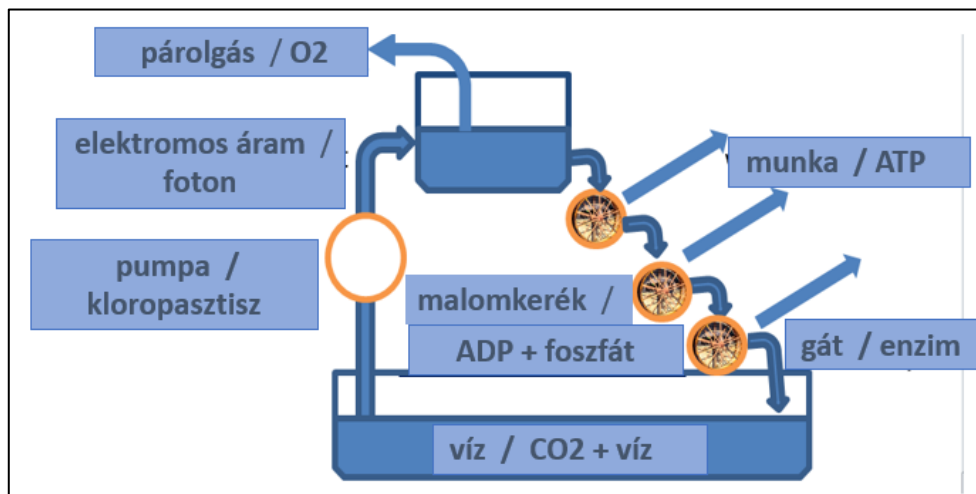 párolgás / O2
elektromos áram /
foton
munka / ATP
pumpa /
kloropasztisz
malomkerék /
ADP + foszfát
gát / enzim
víz / CO2 + víz